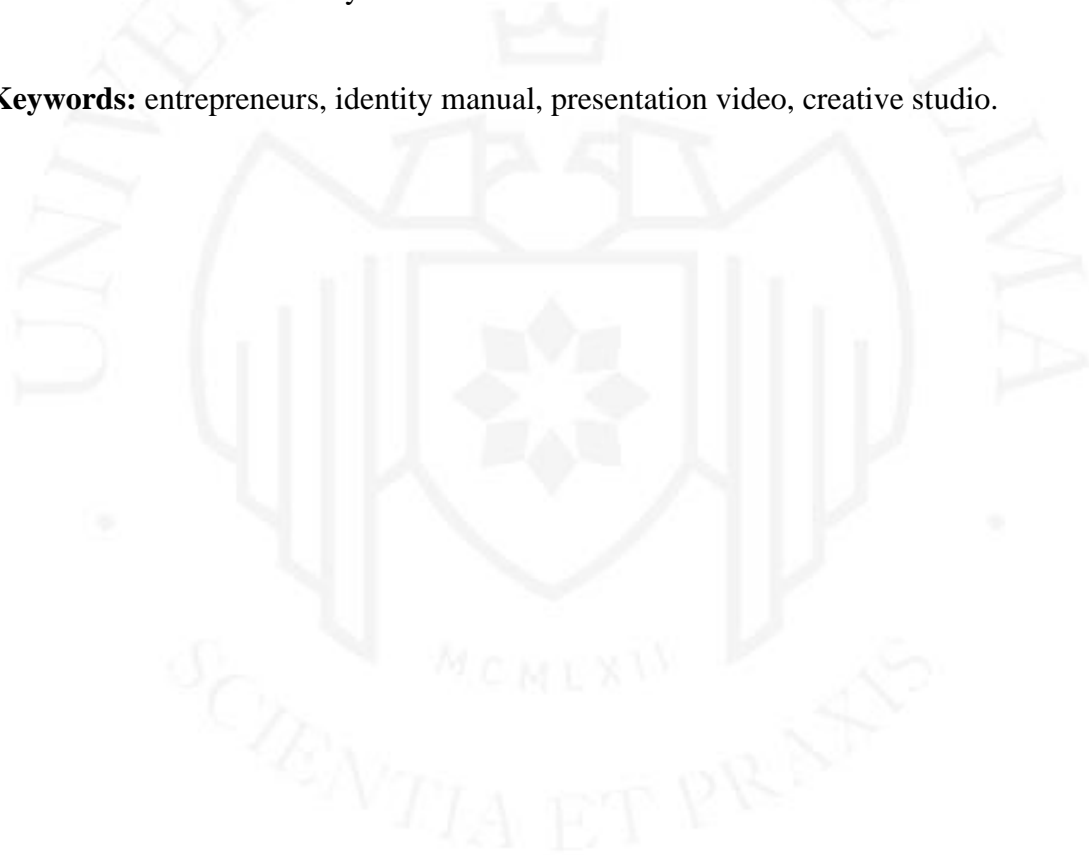 Keywords: entrepreneurs, identity manual, presentation video, creative studio.
MCMLXII
SCIENTIA ET PRAXIS